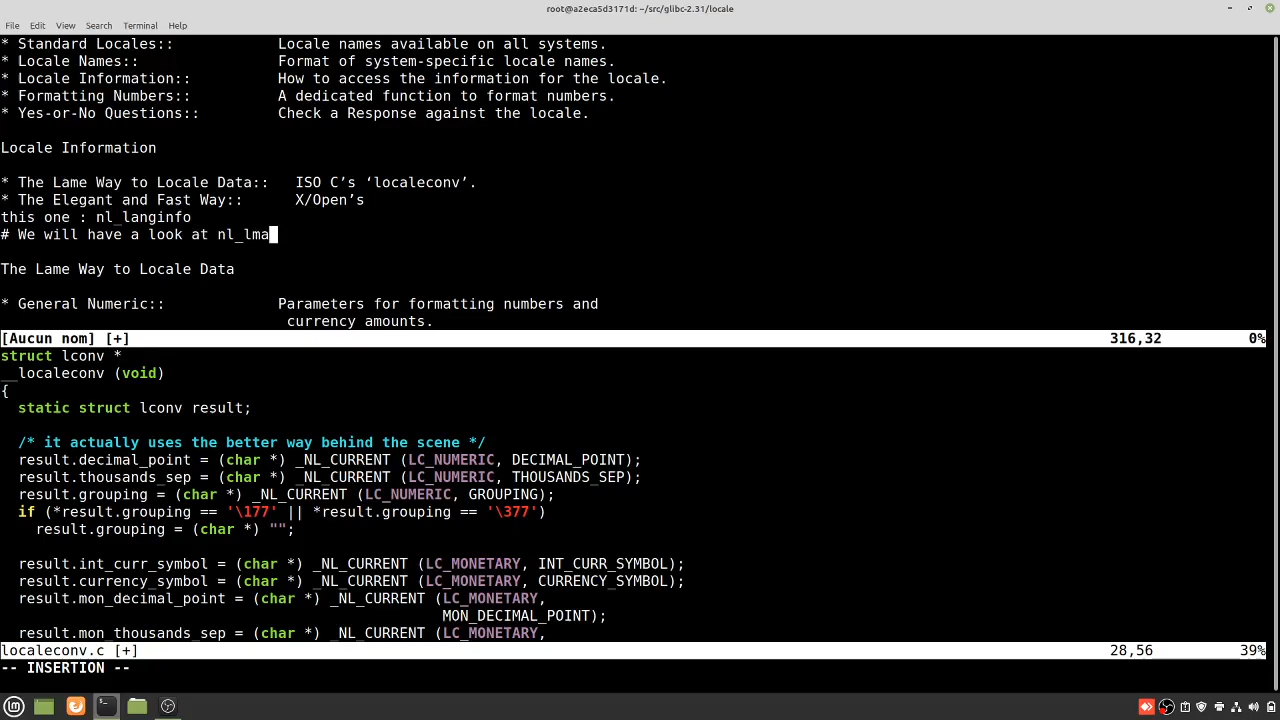 root@a2eca5d3171d: ~/src/glibc-2.31/locale
File Edit View Search Terminal Help
* Standard Locales::            Locale names available on all systems.
* Locale Names::                Format of system-specific locale names.
* Locale Information::          How to access the information for the locale.
* Formatting Numbers::          A dedicated function to format numbers.
* Yes-or-No Questions::         Check a Response against the locale.
Locale Information
* The Lame Way to Locale Data::   ISO C’s ‘localeconv’.
* The Elegant and Fast Way::      X/Open’s
this one : nl_langinfo
# We will have a look at nl_lma
The Lame Way to Locale Data
* General Numeric::             Parameters for formatting numbers and
                                 currency amounts.
[Aucun nom] [+] 316,32 0%
struct lconv *
__localeconv (void)
{
  static struct lconv result;
  /* it actually uses the better way behind the scene */
  result.decimal_point = (char *) _NL_CURRENT (LC_NUMERIC, DECIMAL_POINT);
  result.thousands_sep = (char *) _NL_CURRENT (LC_NUMERIC, THOUSANDS_SEP);
  result.grouping = (char *) _NL_CURRENT (LC_NUMERIC, GROUPING);
  if (*result.grouping == '\177' || *result.grouping == '\377')
    result.grouping = (char *) "";
  result.int_curr_symbol = (char *) _NL_CURRENT (LC_MONETARY, INT_CURR_SYMBOL);
  result.currency_symbol = (char *) _NL_CURRENT (LC_MONETARY, CURRENCY_SYMBOL);
  result.mon_decimal_point = (char *) _NL_CURRENT (LC_MONETARY,
                                                   MON_DECIMAL_POINT);
  result.mon_thousands_sep = (char *) _NL_CURRENT (LC_MONETARY,
localeconv.c [+] 28,56 39%
-- INSERTION --